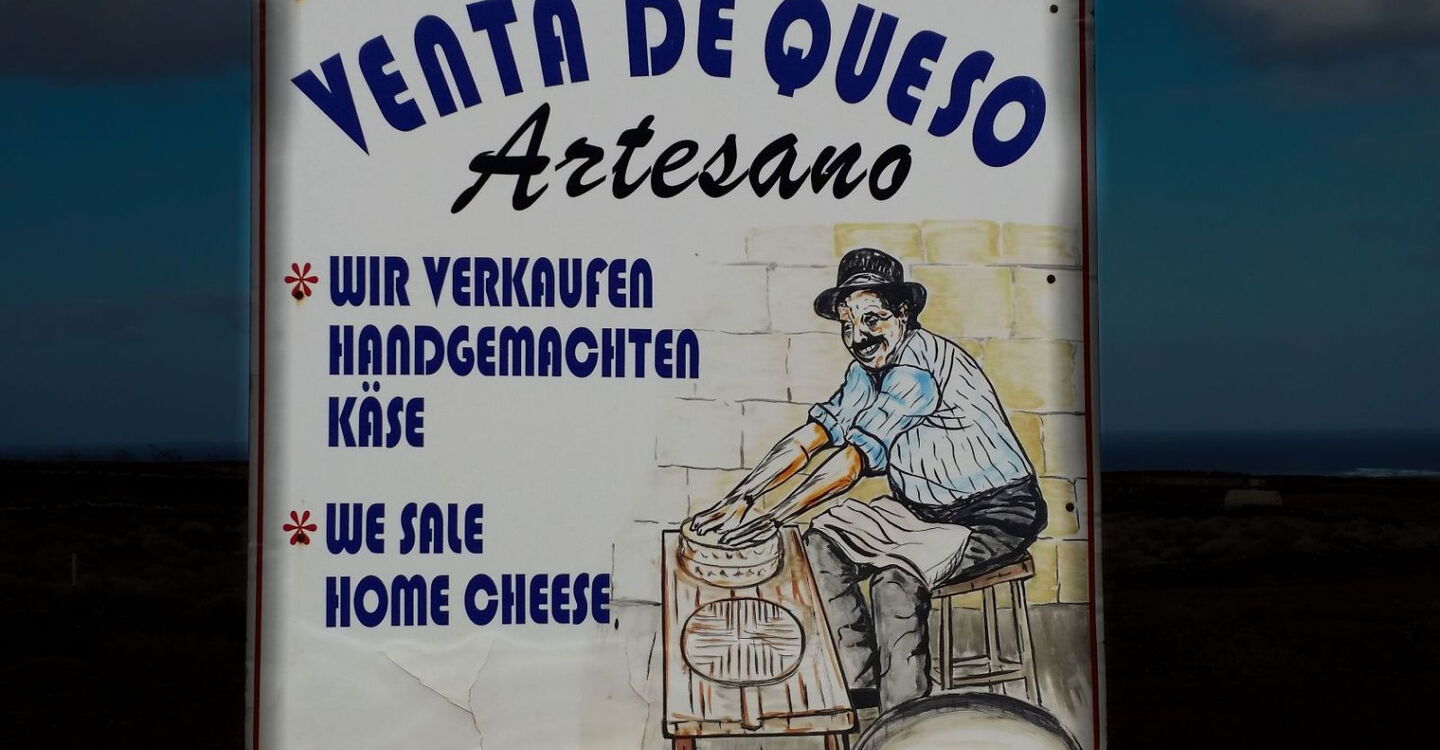 VENTA DE QUESO
Artesano
* WIR VERKAUFEN
HANDGEMACHTEN
KÄSE
* WE SALE
HOME CHEESE